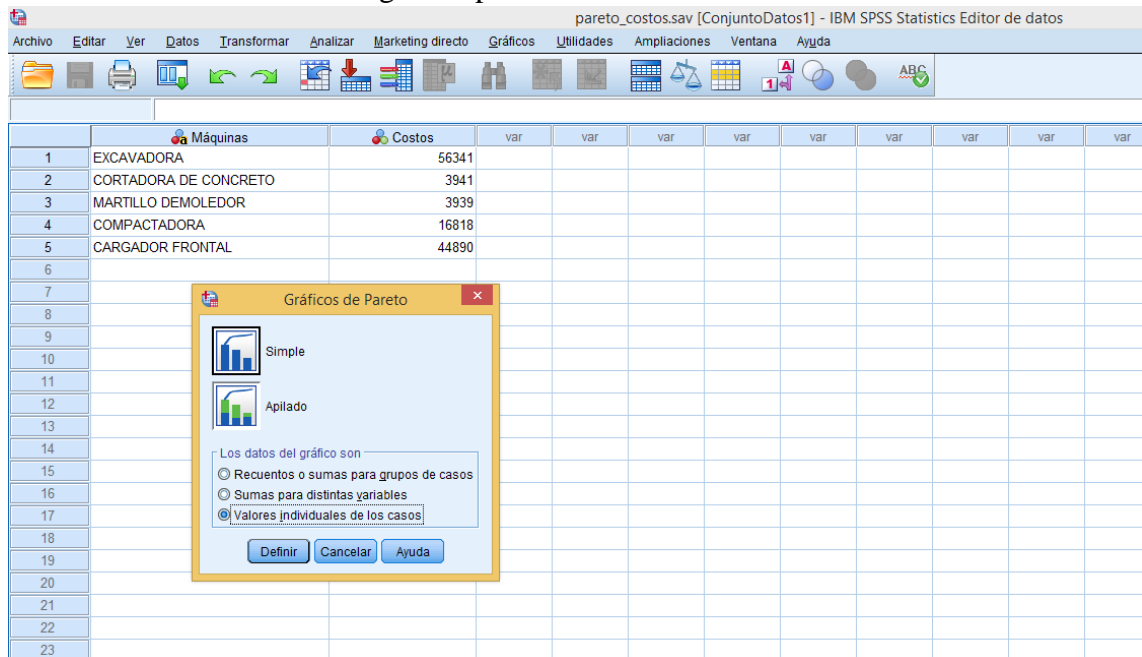 pareto_costos.sav [ConjuntoDatos1] - IBM SPSS Statistics Editor de datos
Archivo Editar Ver Datos Transformar Analizar Marketing directo Gráficos Utilidades Ampliaciones Ventana Ayuda
Máquinas Costos var var var var var var var var var
1 EXCAVADORA 56341
2 CORTADORA DE CONCRETO 3941
3 MARTILLO DEMOLEDOR 3939
4 COMPACTADORA 16818
5 CARGADOR FRONTAL 44890
6
7
8
9
10
11
12
13
14
15
16
17
18
19
20
21
22
23
Gráficos de Pareto
Simple
Apilado
Los datos del gráfico son
Recuentos o sumas para grupos de casos
Sumas para distintas variables
Valores individuales de los casos
Definir Cancelar Ayuda